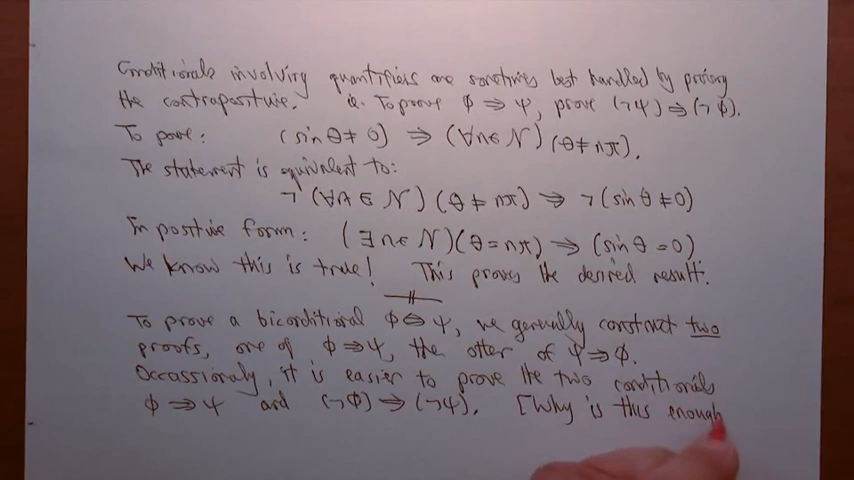 Conditionals involving quantifiers are sometimes best handled by proving
the contrapositive. i.e. To prove ϕ ⇒ ψ, prove (¬ψ) ⇒ (¬ϕ).
To prove: (sin θ ≠ 0) ⇒ (∀n ∈ N) (θ ≠ nπ).
The statement is equivalent to:
¬ (∀n ∈ N) (θ ≠ nπ) ⇒ ¬ (sin θ ≠ 0)
In positive form: (∃n ∈ N) (θ = nπ) ⇒ (sin θ = 0)
We know this is true! This proves the desired result.
To prove a biconditional ϕ ⇔ ψ, we generally construct two
proofs, one of ϕ ⇒ ψ, the other of ψ ⇒ ϕ.
Occassionaly, it is easier to prove the two conditionals
ϕ ⇒ ψ and (¬ϕ) ⇒ (¬ψ). [Why is this enough